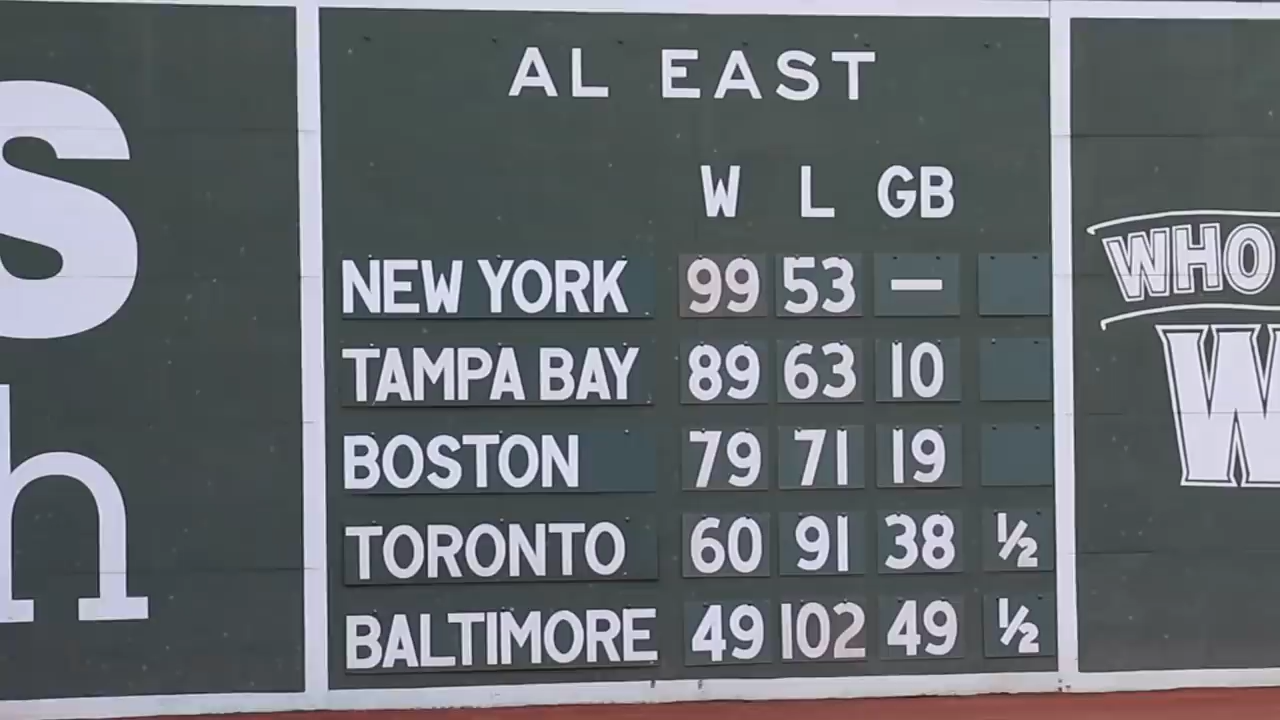 AL EAST
W L GB
NEW YORK 99 53 —
TAMPA BAY 89 63 10
BOSTON 79 71 19
TORONTO 60 91 38 ½
BALTIMORE 49 102 49 ½
s
h
WHO
W